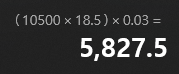 (10500 × 18.5) × 0.03 =
5,827.5